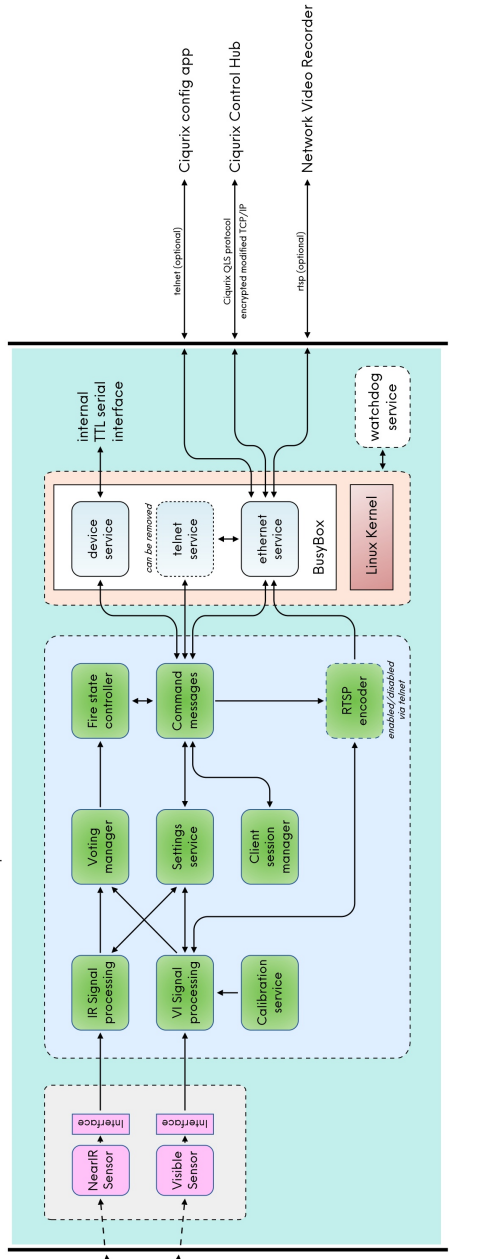 NearIR
Sensor
Interface
Visible
Sensor
Interface
IR Signal
processing
VI Signal
processing
Calibration
service
Voting
manager
Settings
service
Client
session
manager
Fire state
controller
Command
messages
RTSP
encoder
enabled/disabled
via telnet
device
service
can be removed
telnet
service
ethernet
service
BusyBox
Linux Kernel
internal
TTL serial
interface
watchdog
service
telnet (optional)
Ciqurix QLS protocol
encrypted modified TCP/IP
rtsp (optional)
Ciqurix config app
Ciqurix Control Hub
Network Video Recorder